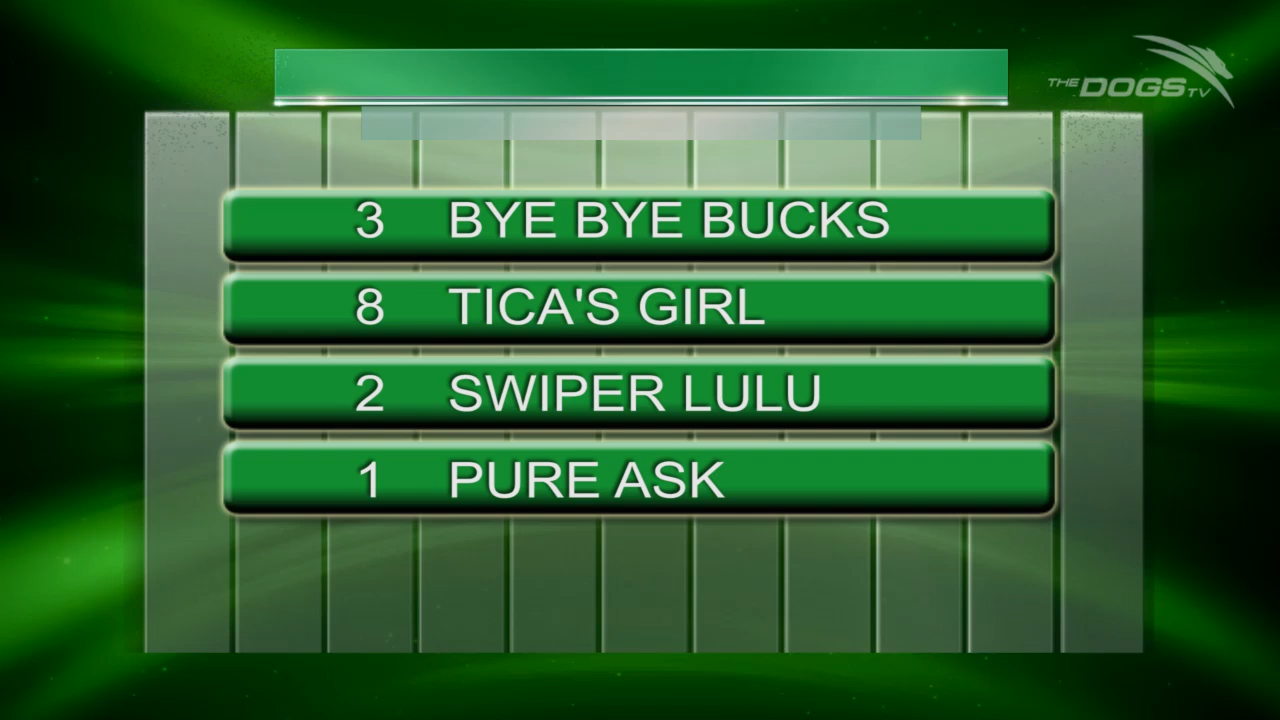 THE DOGS TV
3 BYE BYE BUCKS
8 TICA'S GIRL
2 SWIPER LULU
1 PURE ASK